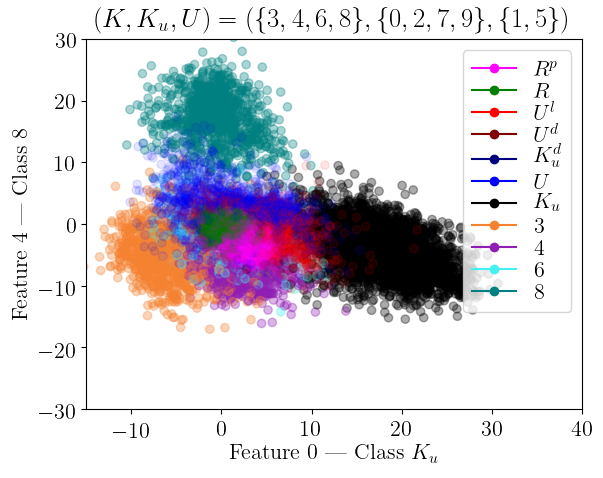 (K, K_u, U) = ({3, 4, 6, 8}, {0, 2, 7, 9}, {1, 5})
30
20
10
0
−10
−20
−30
Feature 4 — Class 8
R^p
R
U^l
U^d
K_u^d
U
K_u
3
4
6
8
−10 0 10 20 30 40
Feature 0 — Class K_u